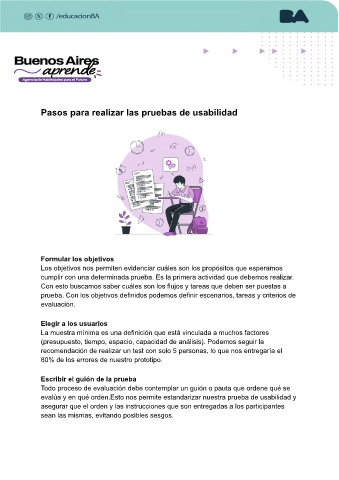 /educacionBA
BA
Buenos Aires
aprende
Agenda de Habilidades para el Futuro
Pasos para realizar las pruebas de usabilidad
Formular los objetivos
Los objetivos nos permiten evidenciar cuáles son los propósitos que esperamos
cumplir con una determinada prueba. Es la primera actividad que debemos realizar.
Con esto buscamos saber cuáles son los flujos y tareas que deben ser puestas a
prueba. Con los objetivos definidos podemos definir escenarios, tareas y criterios de
evaluación.
Elegir a los usuarios
La muestra mínima es una definición que está vinculada a muchos factores
(presupuesto, tiempo, espacio, capacidad de análisis). Podemos seguir la
recomendación de realizar un test con solo 5 personas, lo que nos entregaría el
80% de los errores de nuestro prototipo.
Escribir el guión de la prueba
Todo proceso de evaluación debe contemplar un guión o pauta que ordene qué se
evalúa y en qué orden.Esto nos permite estandarizar nuestra prueba de usabilidad y
asegurar que el orden y las instrucciones que son entregadas a los participantes
sean las mismas, evitando posibles sesgos.